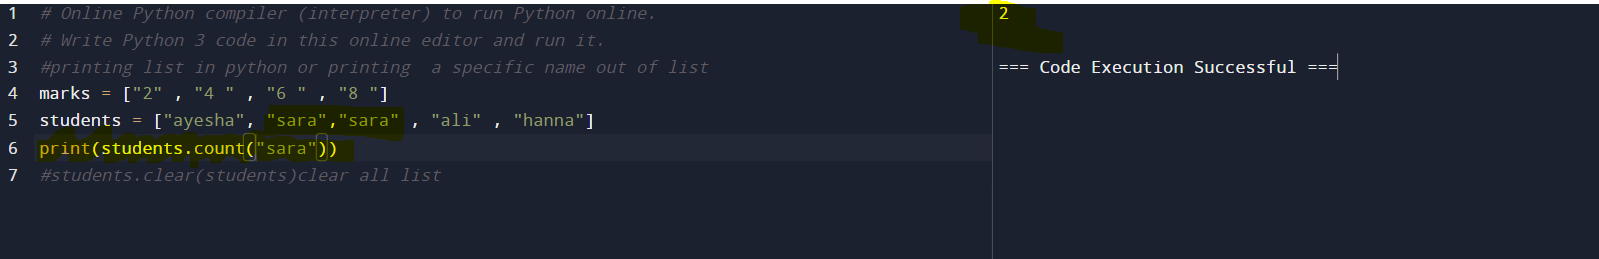 1 # Online Python compiler (interpreter) to run Python online.
2 # Write Python 3 code in this online editor and run it.
3 #printing list in python or printing  a specific name out of list
4 marks = ["2" , "4 " , "6 " , "8 "]
5 students = ["ayesha", "sara","sara" , "ali" , "hanna"]
6 print(students.count("sara"))
7 #students.clear(students)clear all list
2
=== Code Execution Successful ===